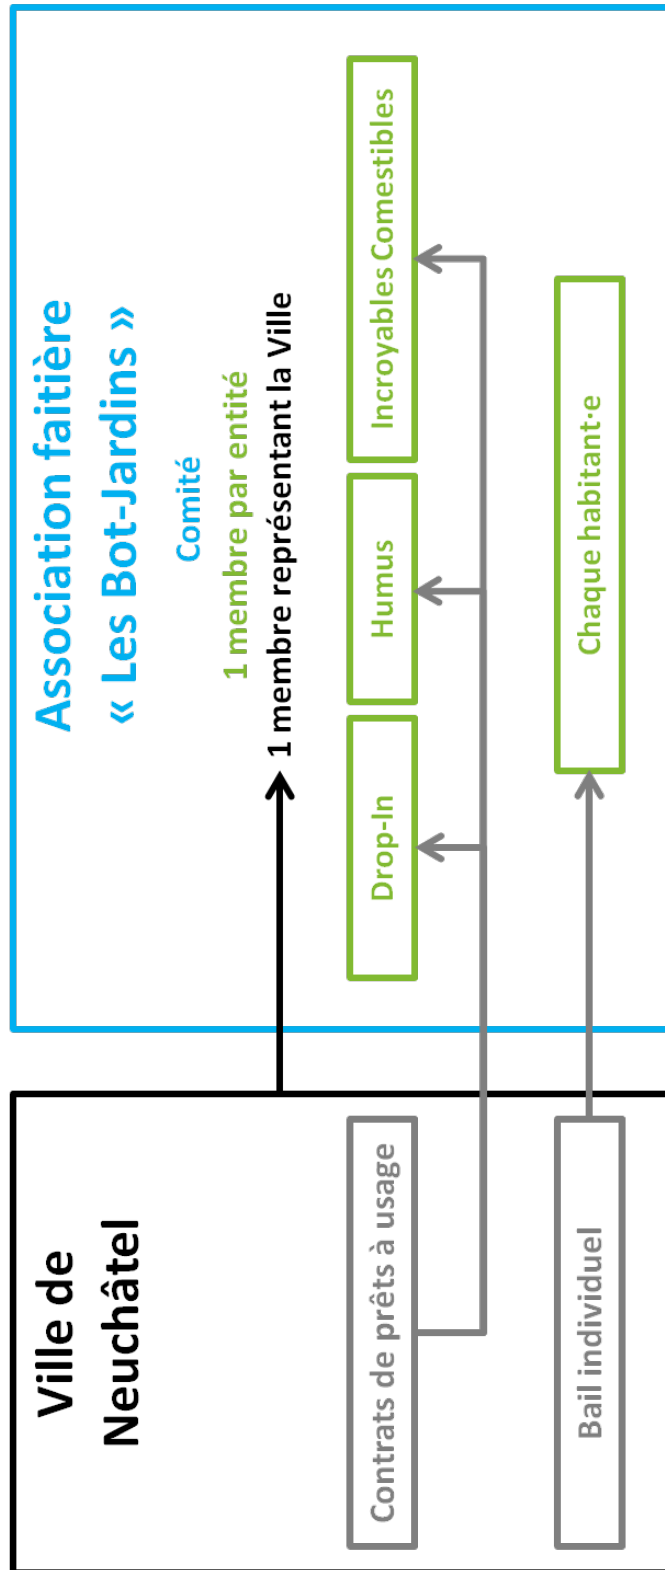 Ville de
Neuchâtel
Contrats de prêts à usage
Bail individuel
Association faitière
« Les Bot-Jardins »
Comité
1 membre par entité
1 membre représentant la Ville
Drop-In
Humus
Incroyables Comestibles
Chaque habitant·e